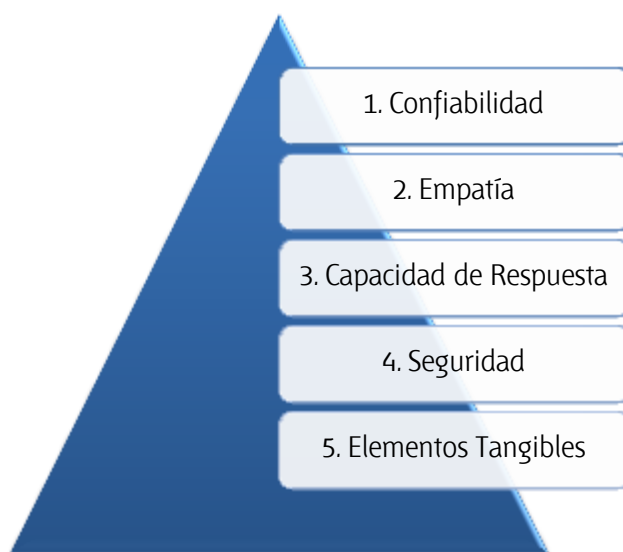 1. Confiabilidad
2. Empatía
3. Capacidad de Respuesta
4. Seguridad
5. Elementos Tangibles